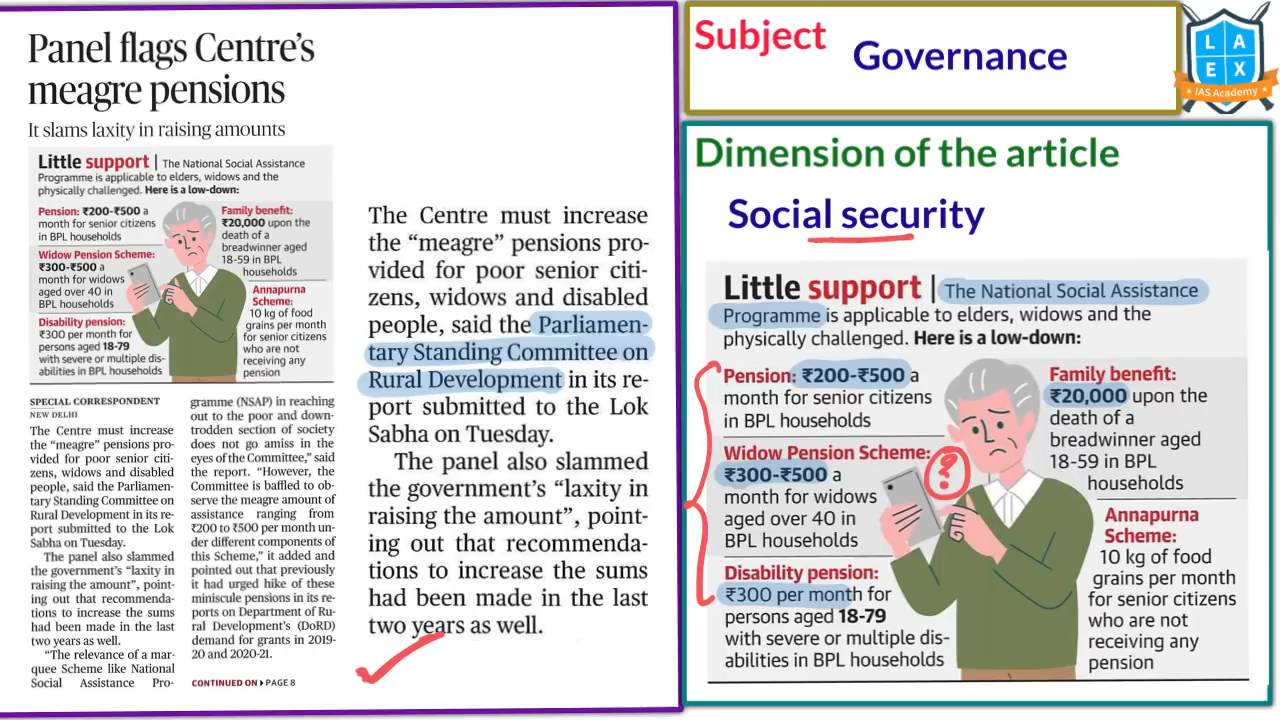 Panel flags Centre's
meagre pensions
It slams laxity in raising amounts
Little support | The National Social Assistance
Programme is applicable to elders, widows and the
physically challenged. Here is a low-down:
Pension: ₹200-₹500 a
month for senior citizens
in BPL households
Widow Pension Scheme:
₹300-₹500 a
month for widows
aged over 40 in
BPL households
Disability pension:
₹300 per month for
persons aged 18-79
with severe or multiple dis-
abilities in BPL households
Family benefit:
₹20,000 upon the
death of a
breadwinner aged
18-59 in BPL
households
Annapurna
Scheme:
10 kg of food
grains per month
for senior citizens
who are not
receiving any
pension
SPECIAL CORRESPONDENT
NEW DELHI
The Centre must increase
the "meagre" pensions pro-
vided for poor senior citi-
zens, widows and disabled
people, said the Parliamen-
tary Standing Committee on
Rural Development in its re-
port submitted to the Lok
Sabha on Tuesday.
The panel also slammed
the government's "laxity in
raising the amount", point-
ing out that recommenda-
tions to increase the sums
had been made in the last
two years as well.
"The relevance of a mar-
quee Scheme like National
Social Assistance Pro-
gramme (NSAP) in reaching
out to the poor and down-
trodden section of society
does not go amiss in the
eyes of the Committee," said
the report. "However, the
Committee is baffled to ob-
serve the meagre amount of
assistance ranging from
₹200 to ₹500 per month un-
der different components of
this Scheme," it added and
pointed out that previously
it had urged hike of these
miniscule pensions in its re-
ports on Department of Ru-
ral Development's (DoRD)
demand for grants in 2019-
20 and 2020-21.
CONTINUED ON ▶ PAGE 8
The Centre must increase
the "meagre" pensions pro-
vided for poor senior citi-
zens, widows and disabled
people, said the Parliamen-
tary Standing Committee on
Rural Development in its re-
port submitted to the Lok
Sabha on Tuesday.
The panel also slammed
the government's "laxity in
raising the amount", point-
ing out that recommenda-
tions to increase the sums
had been made in the last
two years as well.
Subject
Governance
L A
E X
IAS Academy
Dimension of the article
Social security
Little support | The National Social Assistance
Programme is applicable to elders, widows and the
physically challenged. Here is a low-down:
Pension: ₹200-₹500 a
month for senior citizens
in BPL households
Widow Pension Scheme:
₹300-₹500 a
month for widows
aged over 40 in
BPL households
Disability pension:
₹300 per month for
persons aged 18-79
with severe or multiple dis-
abilities in BPL households
?
Family benefit:
₹20,000 upon the
death of a
breadwinner aged
18-59 in BPL
households
Annapurna
Scheme:
10 kg of food
grains per month
for senior citizens
who are not
receiving any
pension